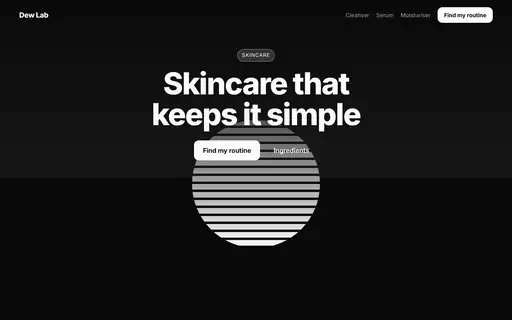 Dew Lab
Cleanser Serum Moisturiser Find my routine
SKINCARE
Skincare that
keeps it simple
Find my routine Ingredients